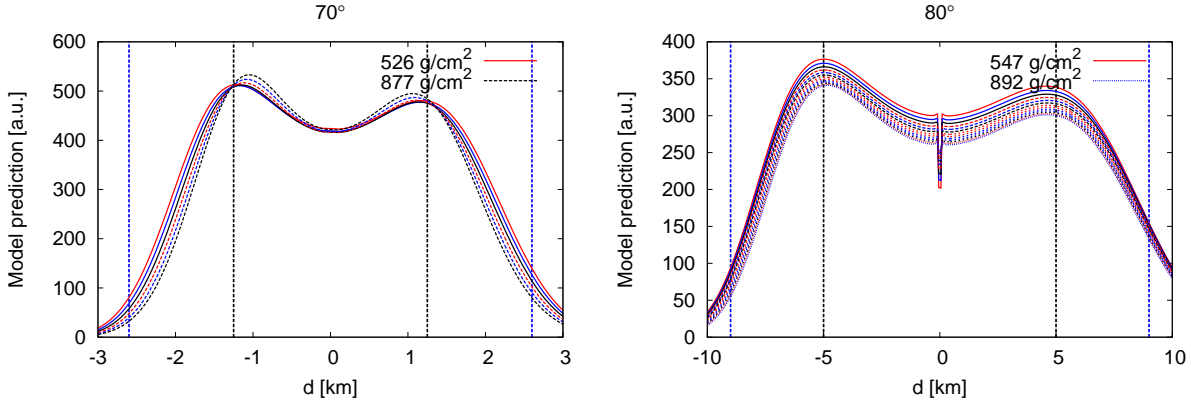 70°
Model prediction [a.u.]
600
500
400
300
200
100
0
526 g/cm²
877 g/cm²
-3 -2 -1 0 1 2 3
d [km]
80°
Model prediction [a.u.]
400
350
300
250
200
150
100
50
0
547 g/cm²
892 g/cm²
-10 -5 0 5 10
d [km]